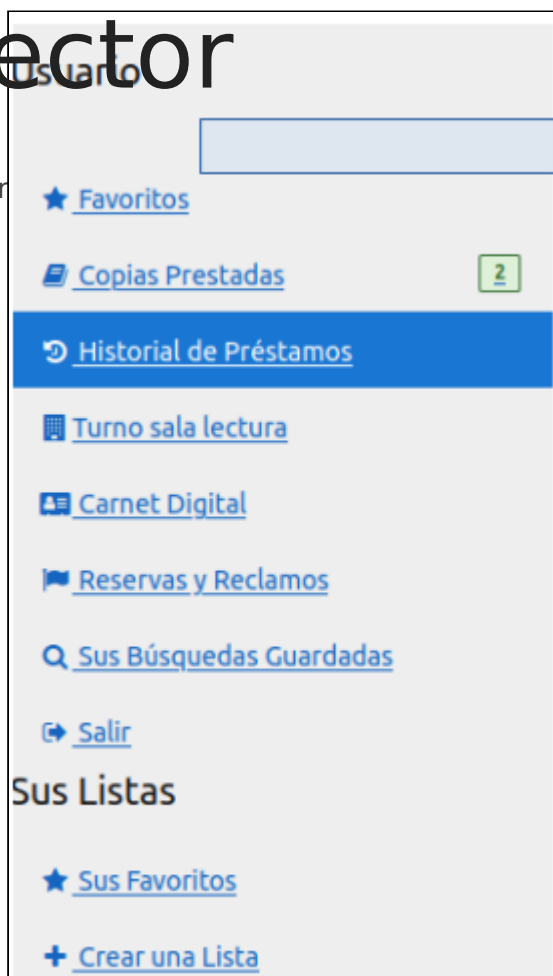 ector
Usuario
r
Favoritos
Copias Prestadas
2
Historial de Préstamos
Turno sala lectura
Carnet Digital
Reservas y Reclamos
Sus Búsquedas Guardadas
Salir
Sus Listas
Sus Favoritos
Crear una Lista